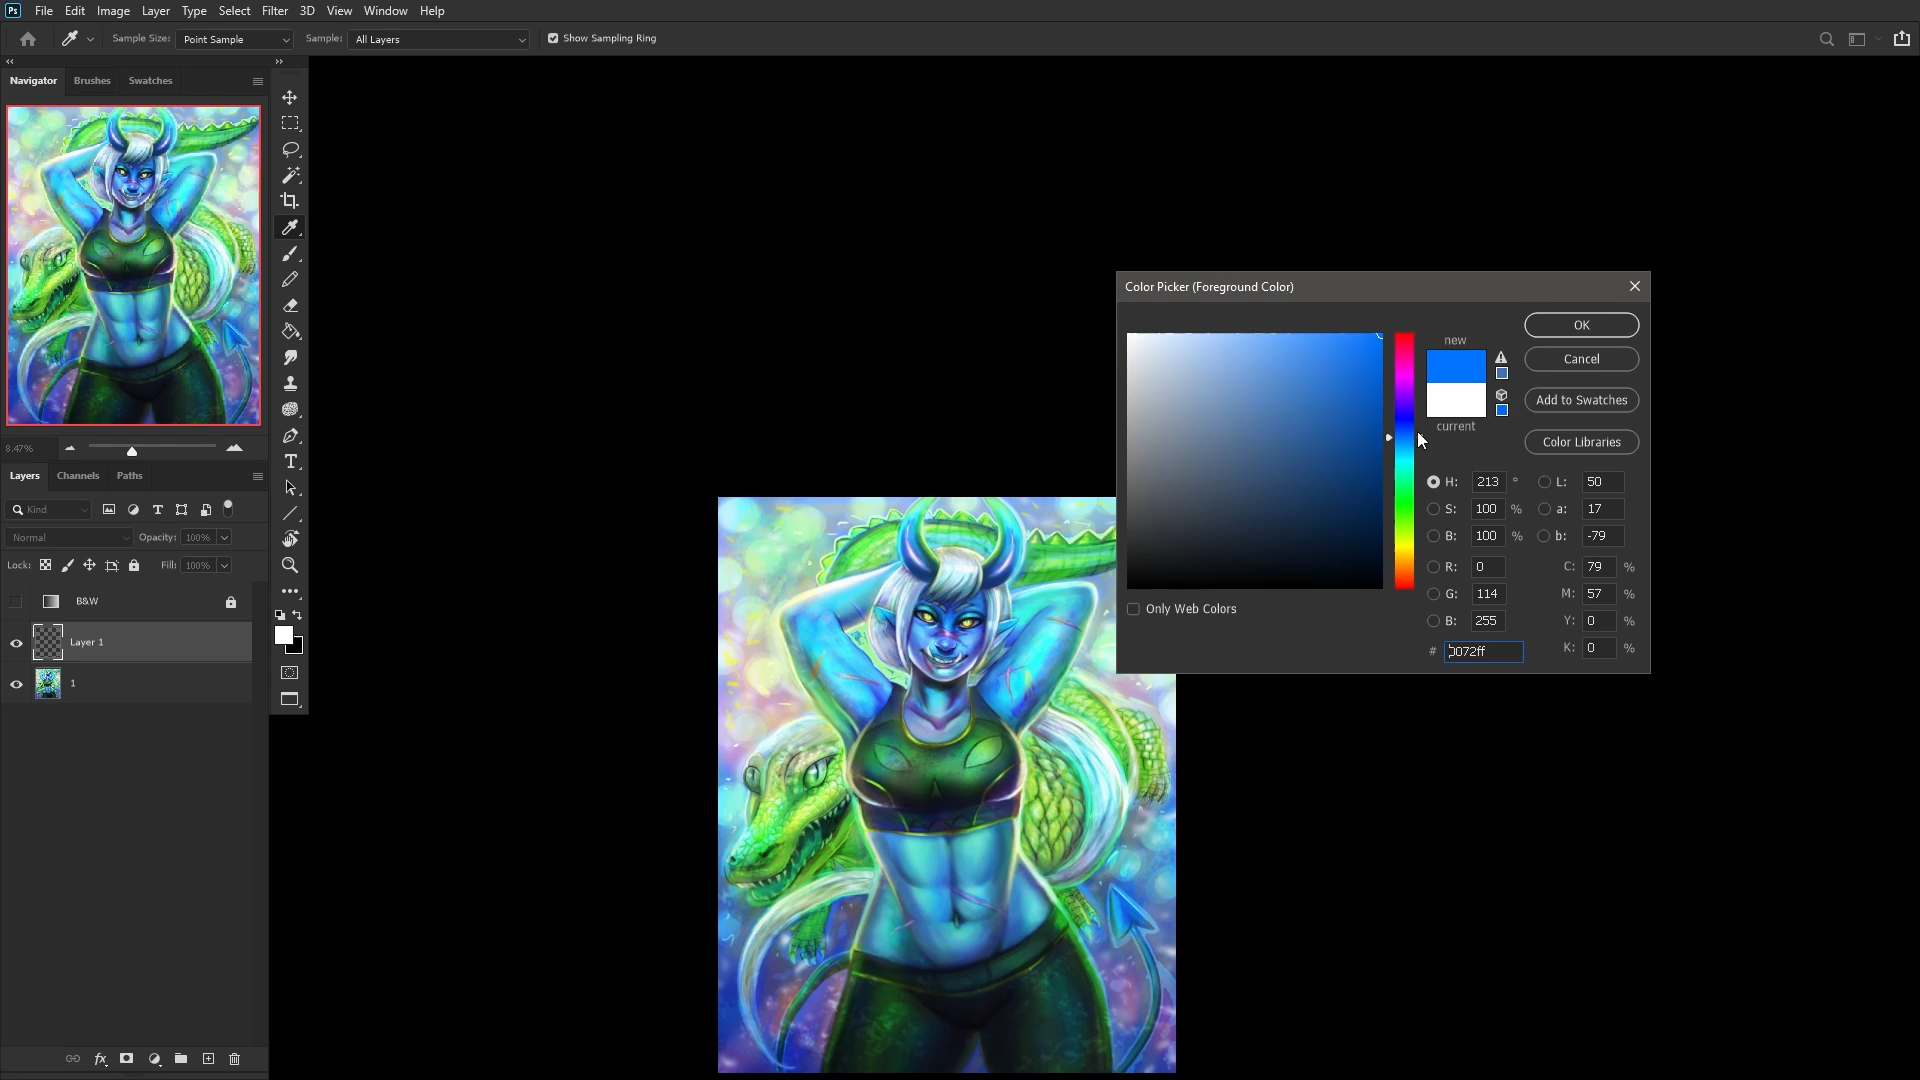 Ps File Edit Image Layer Type Select Filter 3D View Window Help
Sample Size: Point Sample Sample: All Layers Show Sampling Ring
Navigator Brushes Swatches
8.47%
Layers Channels Paths
Kind
Normal Opacity: 100%
Lock: Fill: 100%
B&W
Layer 1
1
fx
Color Picker (Foreground Color)
new
current
OK
Cancel
Add to Swatches
Color Libraries
H: 213 ° L: 50
S: 100 % a: 17
B: 100 % b: -79
R: 0 C: 79 %
G: 114 M: 57 %
B: 255 Y: 0 %
# 0072ff K: 0 %
Only Web Colors